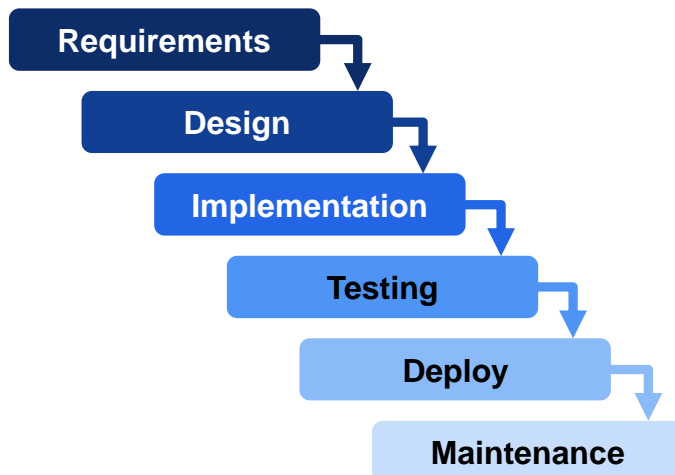 Requirements
Design
Implementation
Testing
Deploy
Maintenance